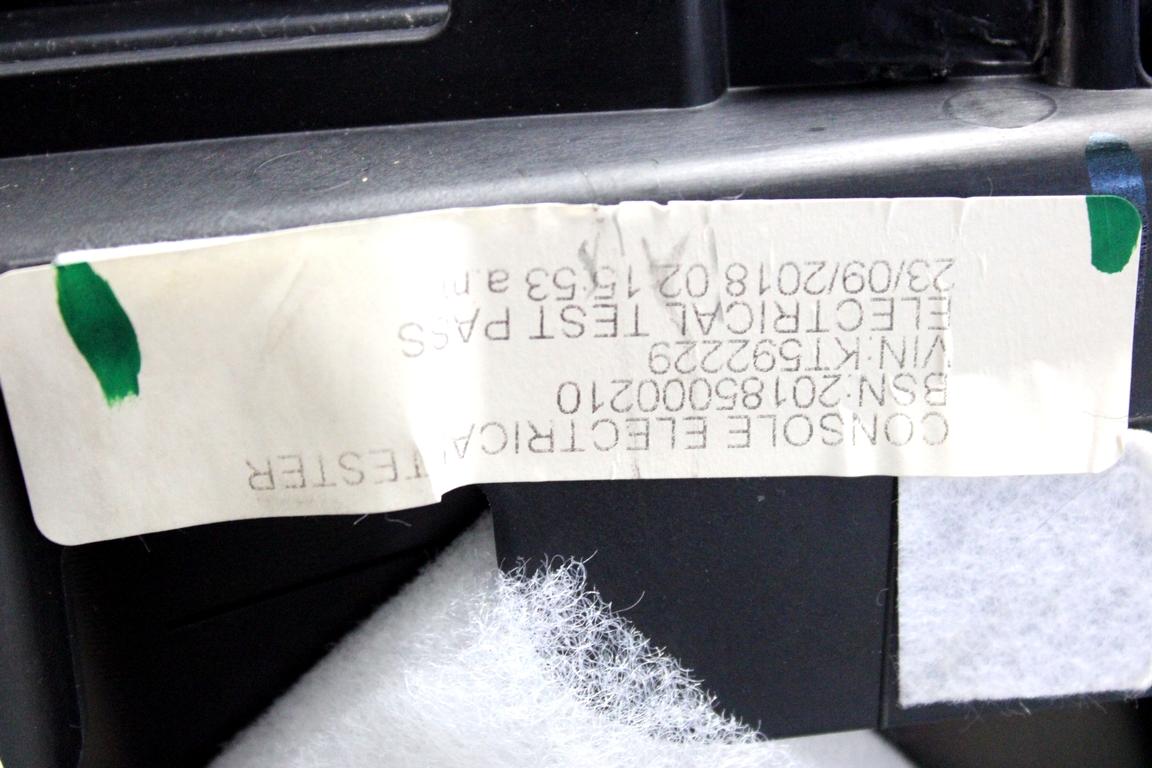 CONSOLE ELECTRICAL TESTER
BSN:20185000210
VIN:KT592229
ELECTRICAL TEST PASS
23/09/2018 02 15:53 a.m